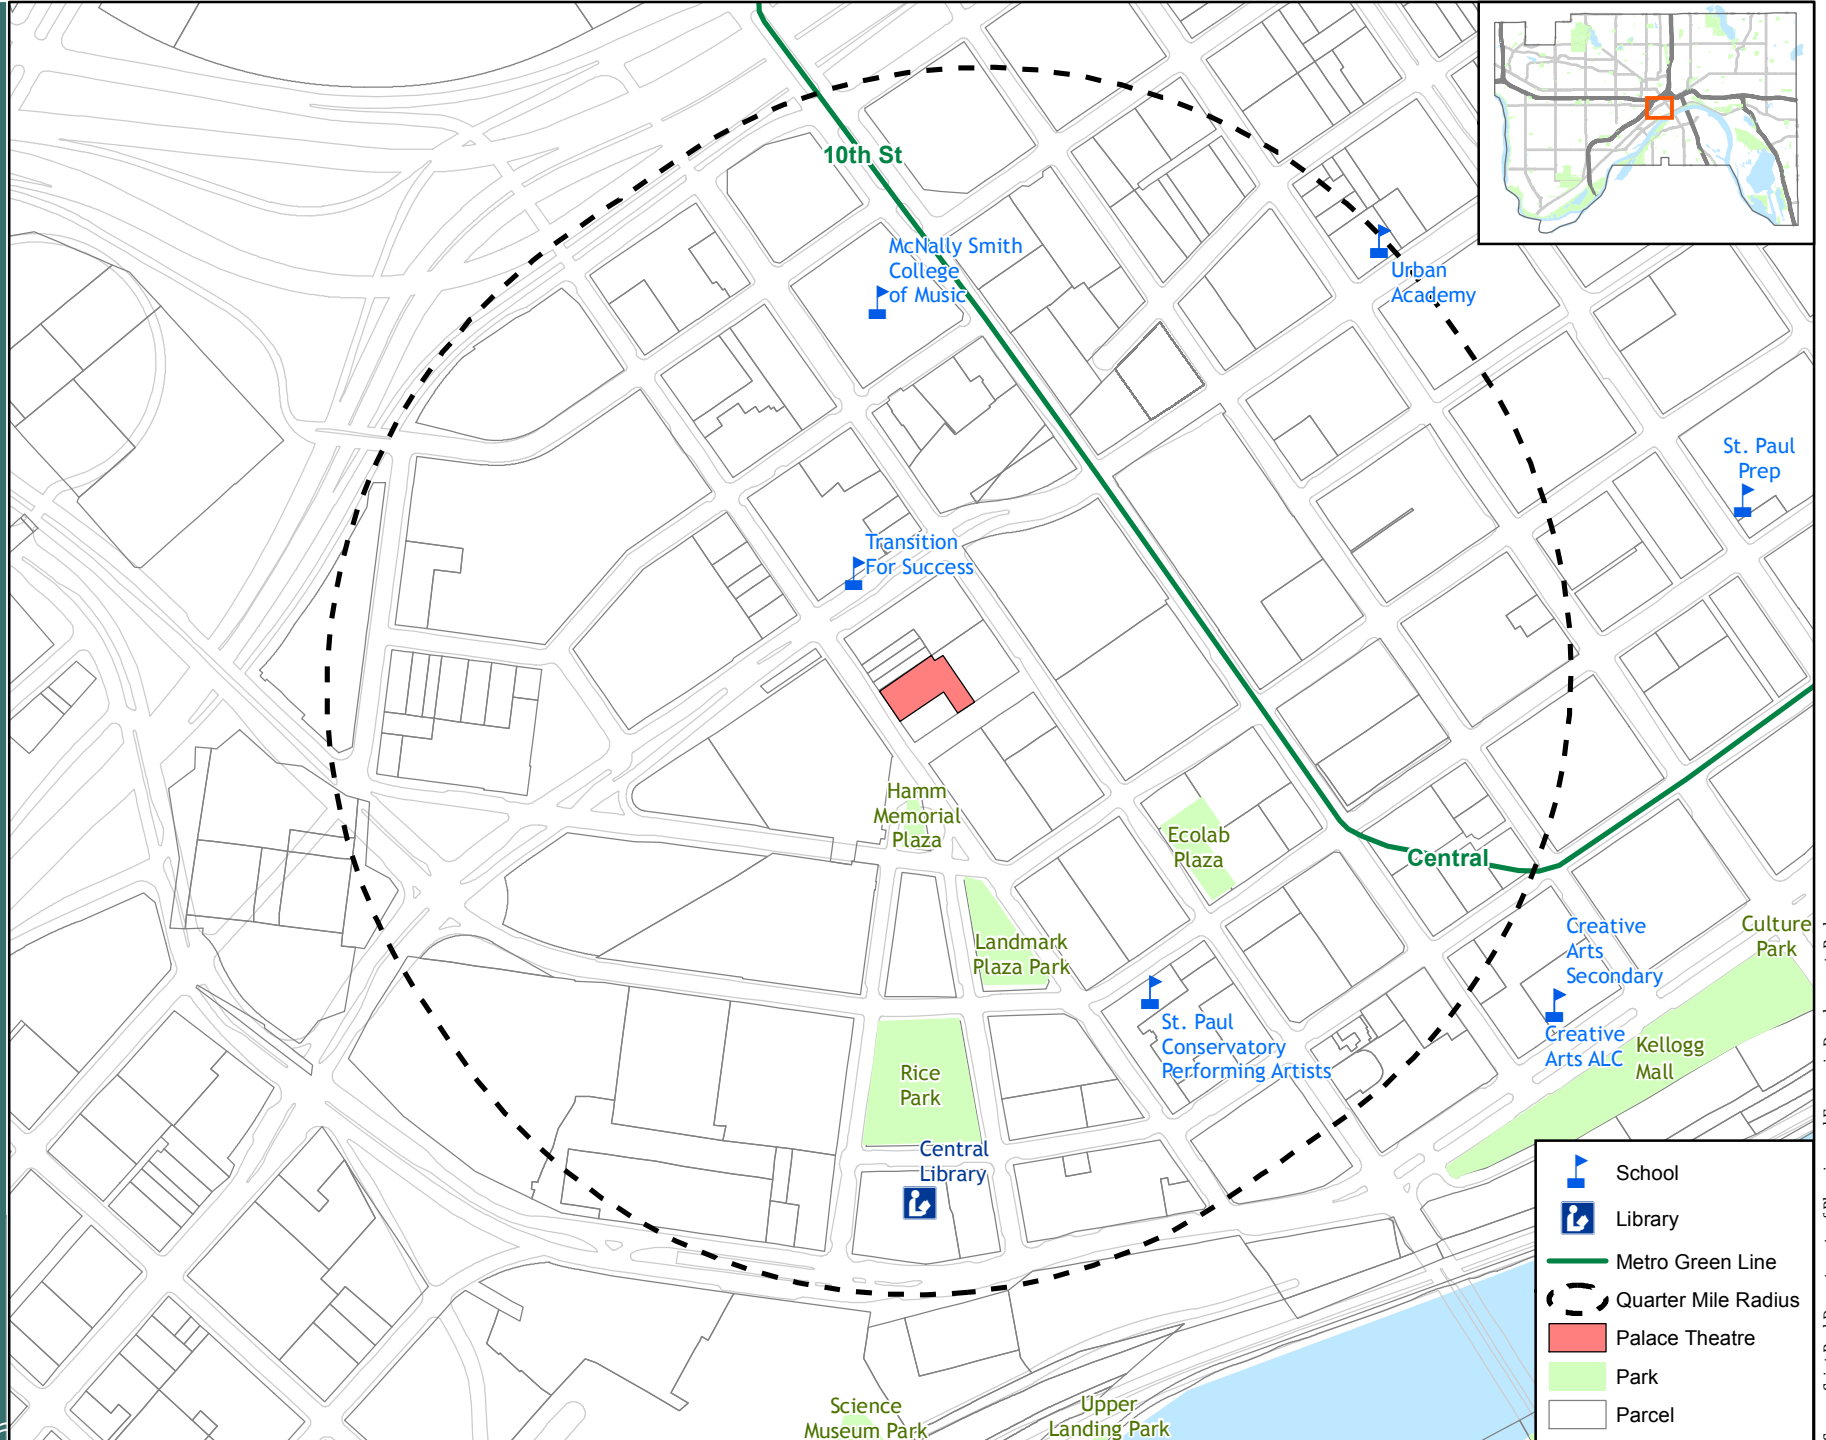 10th St
McNally Smith
College
of Music
Urban
Academy
St. Paul
Prep
Transition
For Success
Hamm
Memorial
Plaza
Ecolab
Plaza
Central
Landmark
Plaza Park
Creative
Arts
Secondary
Culture
Park
St. Paul
Conservatory
Performing Artists
Creative
Arts ALC
Kellogg
Mall
Rice
Park
Central
Library
Science
Museum Park
Upper
Landing Park
School
Library
Metro Green Line
Quarter Mile Radius
Palace Theatre
Park
Parcel